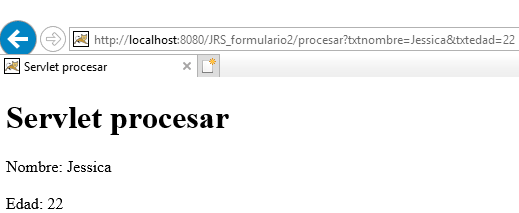 http://localhost:8080/JRS_formulario2/procesar?txtnombre=Jessica&txtedad=22
Servlet procesar
Servlet procesar
Nombre: Jessica
Edad: 22